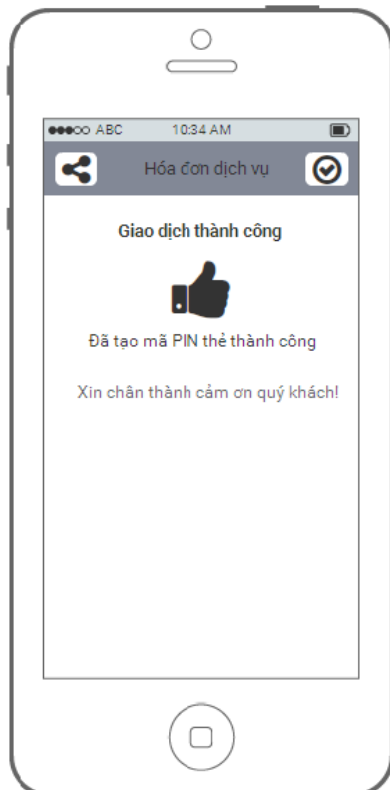 ABC 10:34 AM
Hóa đơn dịch vụ
Giao dịch thành công
Đã tạo mã PIN thẻ thành công
Xin chân thành cảm ơn quý khách!